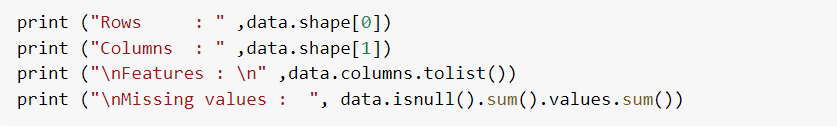 print ("Rows     : " ,data.shape[0])
print ("Columns  : " ,data.shape[1])
print ("\nFeatures : \n" ,data.columns.tolist())
print ("\nMissing values :  ", data.isnull().sum().values.sum())